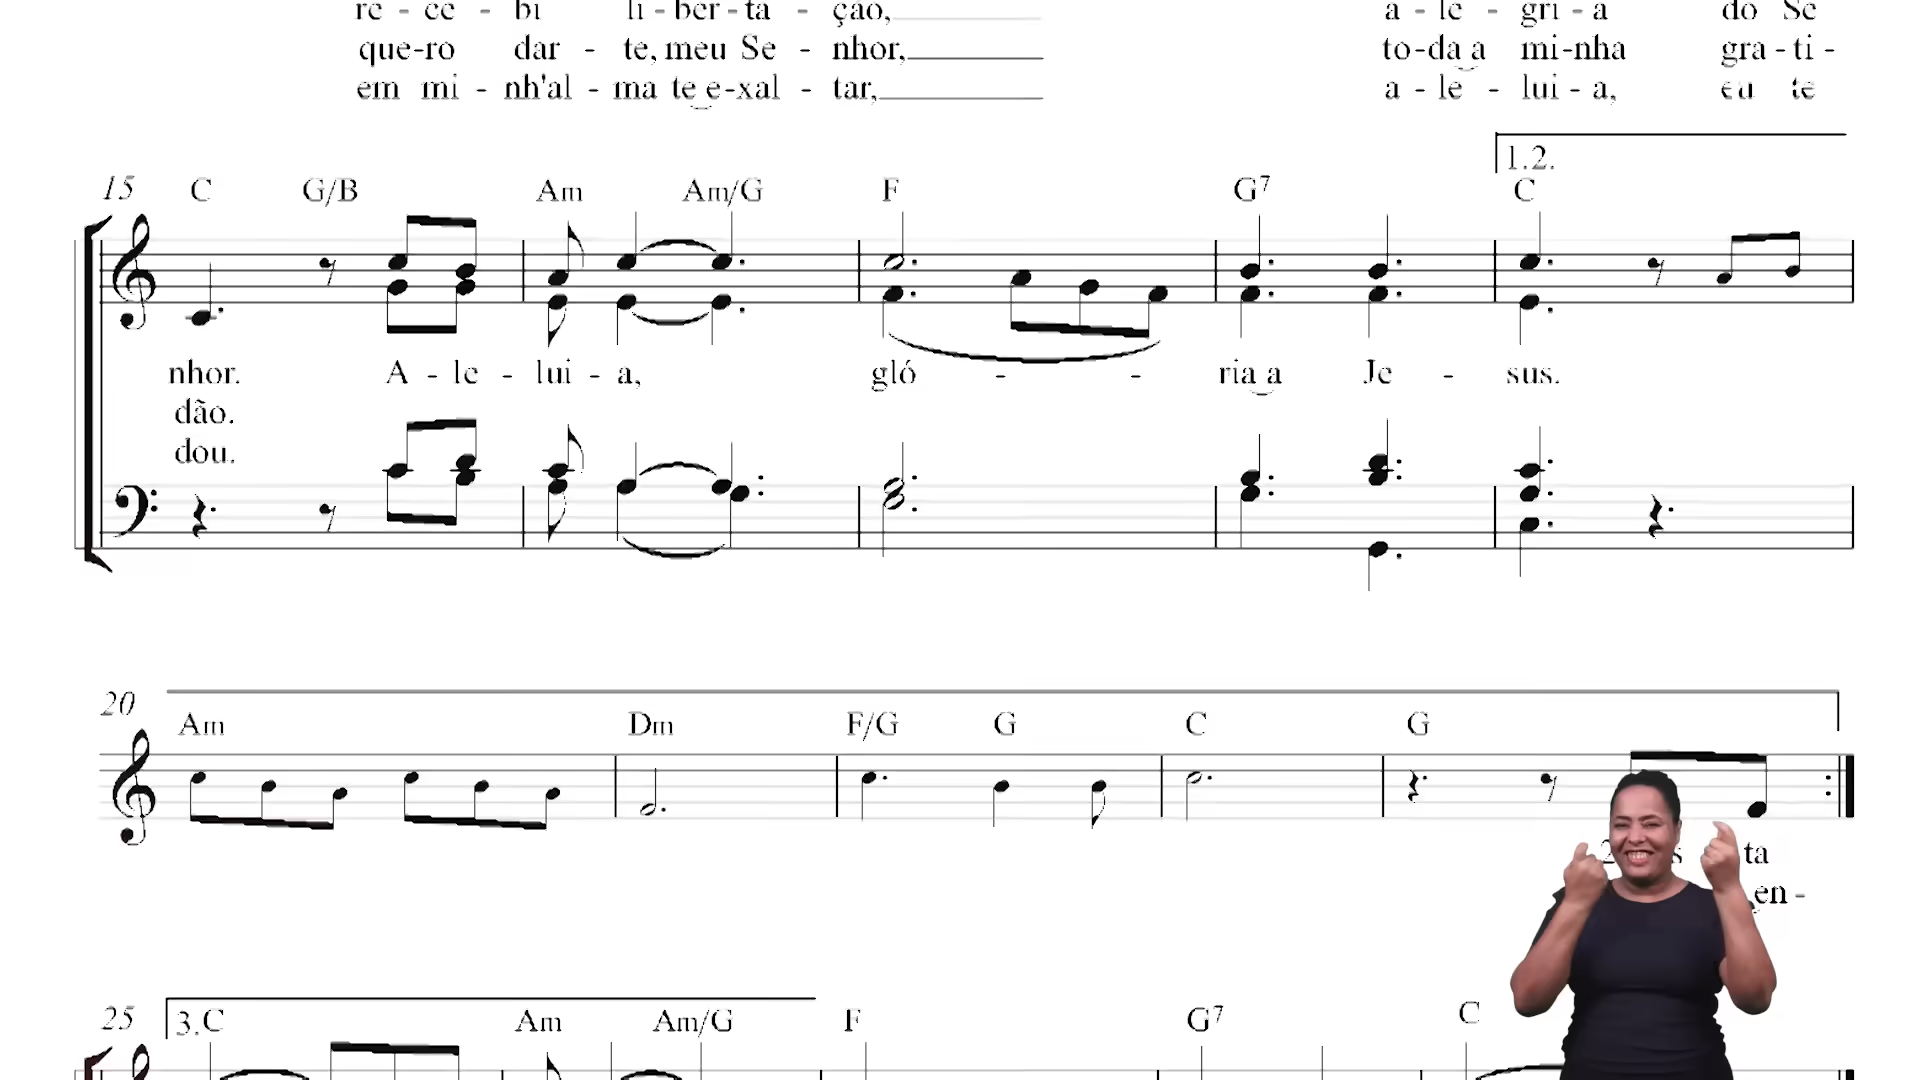 re - ce - bi li - ber - ta - ção, a - le - gri - a do Se
que-ro dar - te, meu Se - nhor, to-da a mi-nha gra-ti-
em mi - nh'al - ma te e-xal - tar, a - le - lui - a, eu te
1.2.
15 C G/B Am Am/G F G7 C
nhor. A - le - lui - a, gló - - ria a Je - sus.
dão.
dou.
20 Am Dm F/G G C G
ta
en-
25 3. C Am Am/G F G7 C